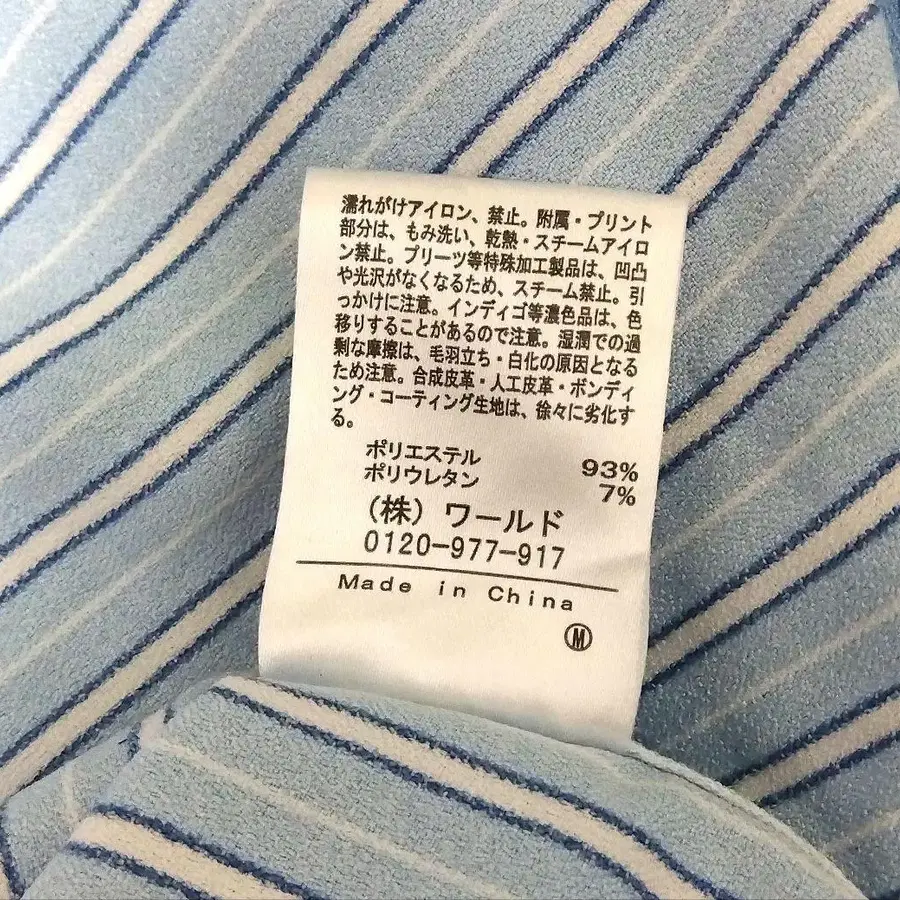 濡れがけアイロン、禁止。附属・プリント
部分は、もみ洗い、乾熱・スチームアイロ
ン禁止。プリーツ等特殊加工製品は、凹凸
や光沢がなくなるため、スチーム禁止。引
っかけに注意。インディゴ等濃色品は、色
移りすることがあるので注意。湿潤での過
剰な摩擦は、毛羽立ち・白化の原因となる
ため注意。合成皮革・人工皮革・ボンディ
ング・コーティング生地は、徐々に劣化す
る。
ポリエステル 93%
ポリウレタン 7%
(株) ワールド
0120-977-917
Made in China
Ⓜ